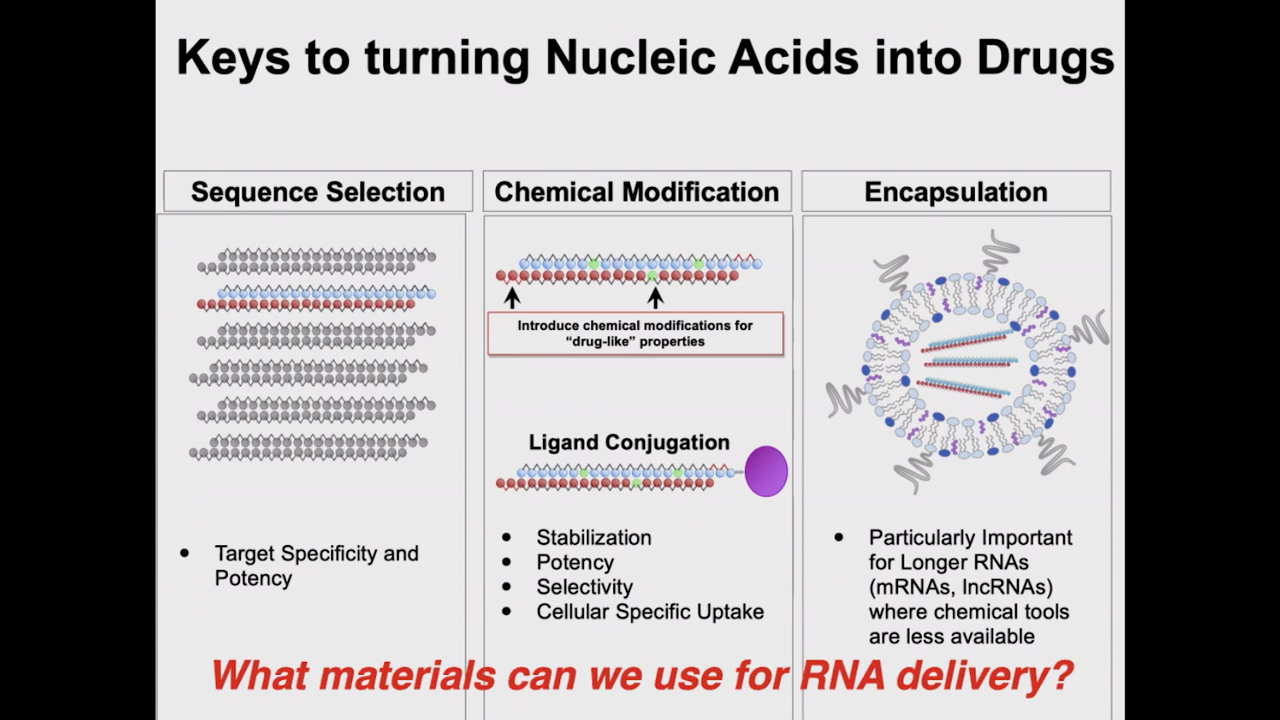 Keys to turning Nucleic Acids into Drugs
Sequence Selection
Target Specificity and
Potency
Chemical Modification
Introduce chemical modifications for
“drug-like” properties
Ligand Conjugation
Stabilization
Potency
Selectivity
Cellular Specific Uptake
Encapsulation
Particularly Important
for Longer RNAs
(mRNAs, lncRNAs)
where chemical tools
are less available
What materials can we use for RNA delivery?